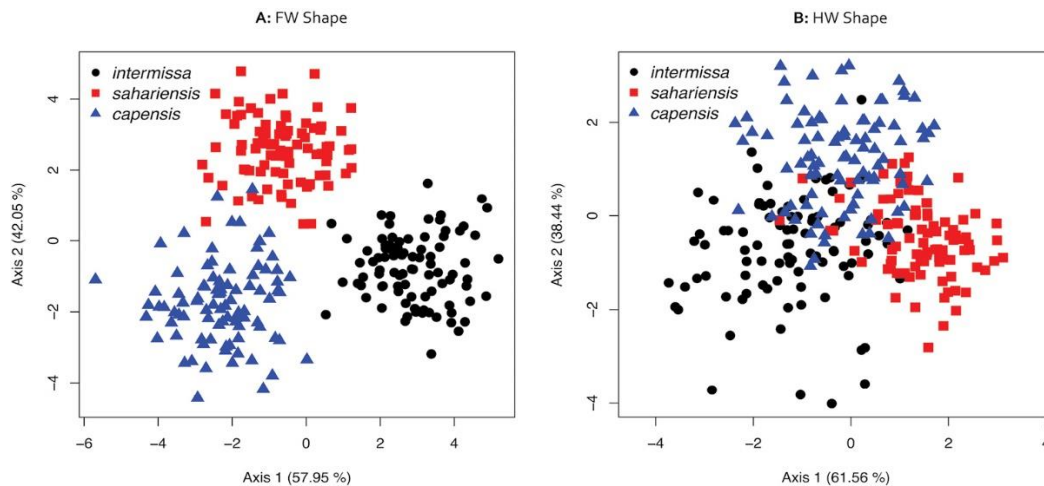 A: FW Shape
intermissa
sahariensis
capensis
4
2
0
−2
−4
Axis 2 (42.05 %)
−6 −4 −2 0 2 4
Axis 1 (57.95 %)
B: HW Shape
intermissa
sahariensis
capensis
2
0
−2
−4
Axis 2 (38.44 %)
−4 −2 0 2 4
Axis 1 (61.56 %)